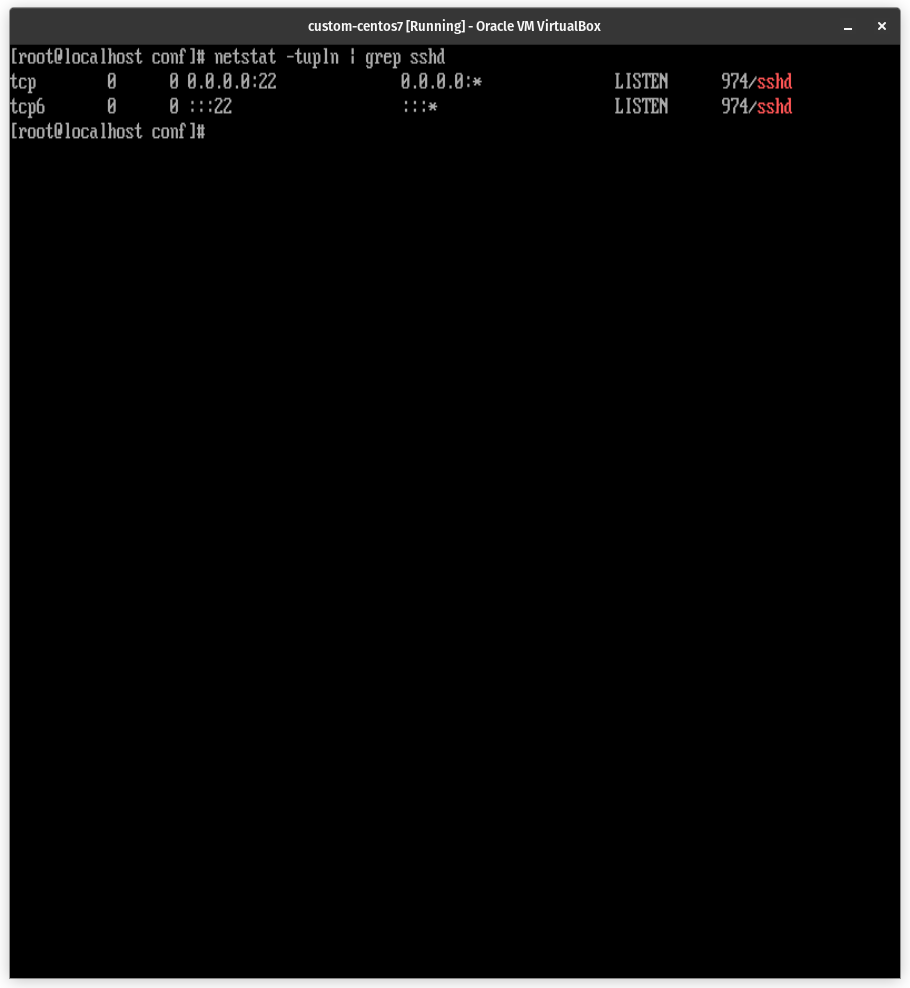 custom-centos7 [Running] - Oracle VM VirtualBox
[root@localhost conf]# netstat -tupln | grep sshd
tcp        0      0 0.0.0.0:22              0.0.0.0:*               LISTEN      974/sshd
tcp6       0      0 :::22                   :::*                    LISTEN      974/sshd
[root@localhost conf]#